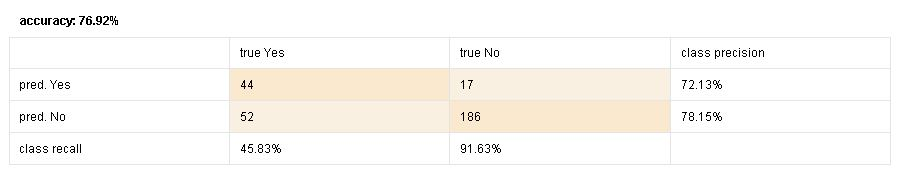 accuracy: 76.92%
true Yes true No class precision
pred. Yes 44 17 72.13%
pred. No 52 186 78.15%
class recall 45.83% 91.63%